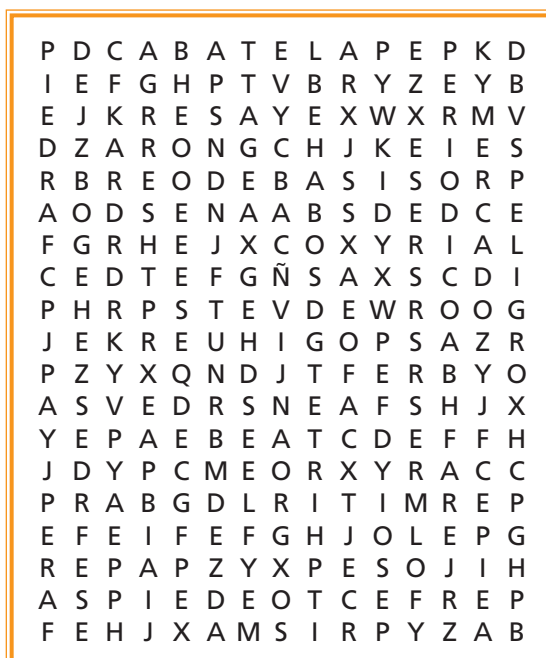 P D C A B A T E L A P E P K D
I E F G H P T V B R Y Z E Y B
E J K R E S A Y E X W X R M V
D Z A R O N G C H J K E I E S
R B R E O D E B A S I S O R P
A O D S E N A A B S D E D C E
F G R H E J X C O X Y R I A L
C E D T E F G Ñ S A X S C D I
P H R P S T E V D E W R O O G
J E K R E U H I G O P S A Z R
P Z Y X Q N D J T F E R B Y O
A S V E D R S N E A F S H J X
Y E P A E B E A T C D E F F H
J D Y P C M E O R X Y R A C C
P R A B G D L R I T I M R E P
E F E I F E F G H J O L E P G
R E P A P Z Y X P E S O J I H
A S P I E D E O T C E F R E P
F E H J X A M S I R P Y Z A B